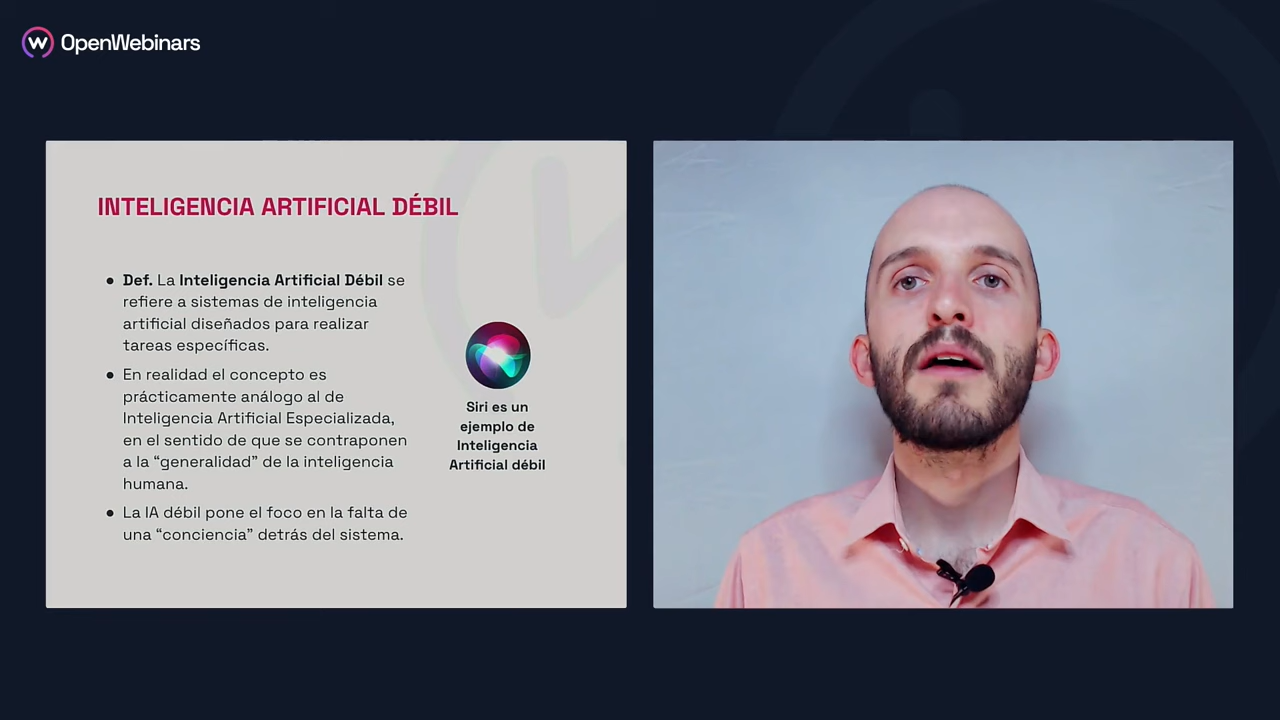 OpenWebinars
INTELIGENCIA ARTIFICIAL DÉBIL
● Def. La Inteligencia Artificial Débil se
refiere a sistemas de inteligencia
artificial diseñados para realizar
tareas específicas.
● En realidad el concepto es
prácticamente análogo al de
Inteligencia Artificial Especializada,
en el sentido de que se contraponen
a la “generalidad” de la inteligencia
humana.
● La IA débil pone el foco en la falta de
una “conciencia” detrás del sistema.
Siri es un
ejemplo de
Inteligencia
Artificial débil